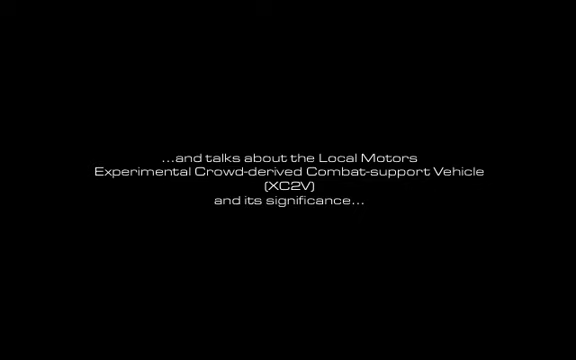 ...and talks about the Local Motors
Experimental Crowd-derived Combat-support Vehicle
(XC2V)
and its significance...